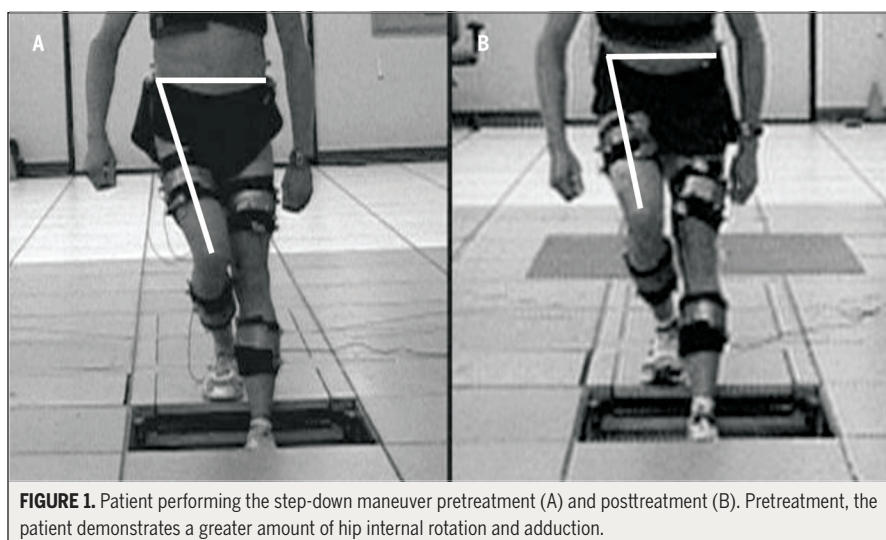 A
B
FIGURE 1. Patient performing the step-down maneuver pretreatment (A) and posttreatment (B). Pretreatment, the
patient demonstrates a greater amount of hip internal rotation and adduction.